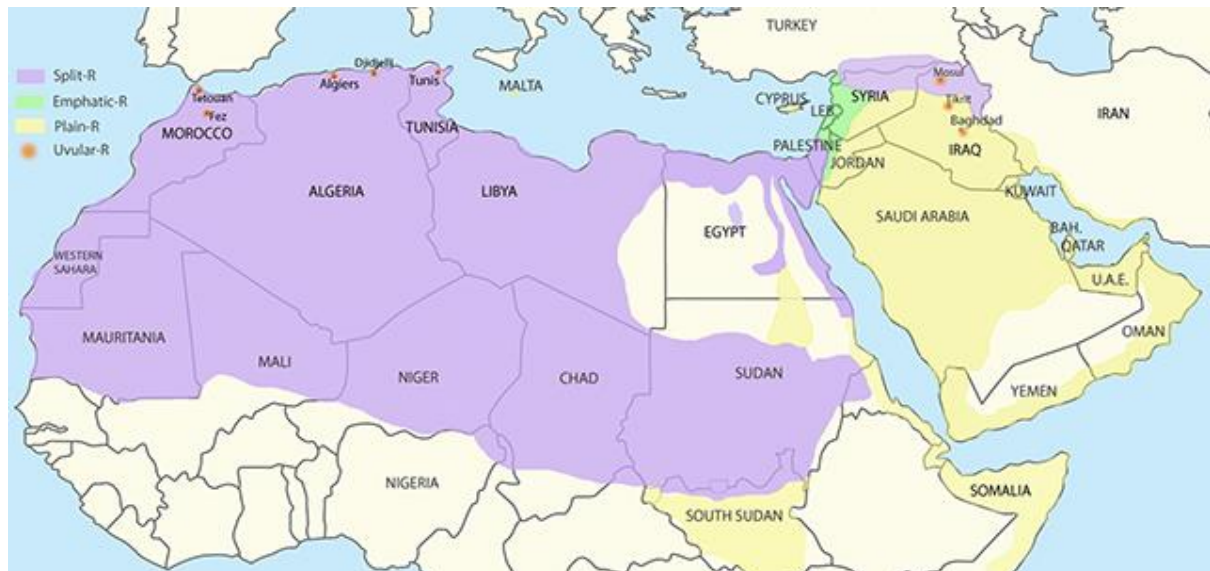 Split-R
Emphatic-R
Plain-R
Uvular-R
TURKEY
Djidjelli
Algiers
Tunis
Tetouan
Fez
MOROCCO
TUNISIA
MALTA
CYPRUS
LEB
SYRIA
Mosul
Tikrit
Baghdad
IRAN
PALESTINE
JORDAN
IRAQ
KUWAIT
ALGERIA
LIBYA
EGYPT
SAUDI ARABIA
BAH.
QATAR
U.A.E.
WESTERN
SAHARA
OMAN
MAURITANIA
MALI
NIGER
CHAD
SUDAN
YEMEN
NIGERIA
SOMALIA
SOUTH SUDAN